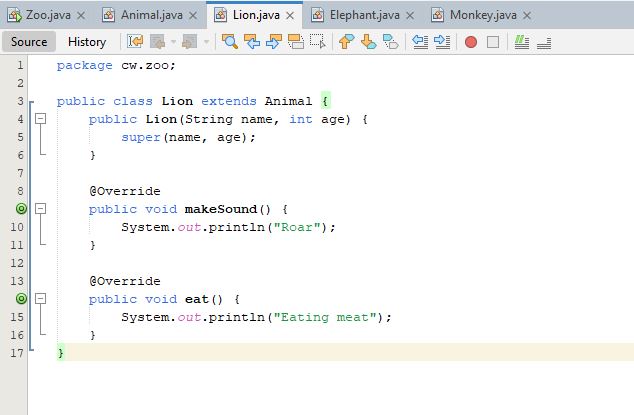 Zoo.java Animal.java Lion.java Elephant.java Monkey.java
Source History
1 package cw.zoo;
2
3 public class Lion extends Animal {
4 public Lion(String name, int age) {
5 super(name, age);
6 }
7
8 @Override
public void makeSound() {
10 System.out.println("Roar");
11 }
12
13 @Override
public void eat() {
15 System.out.println("Eating meat");
16 }
17 }